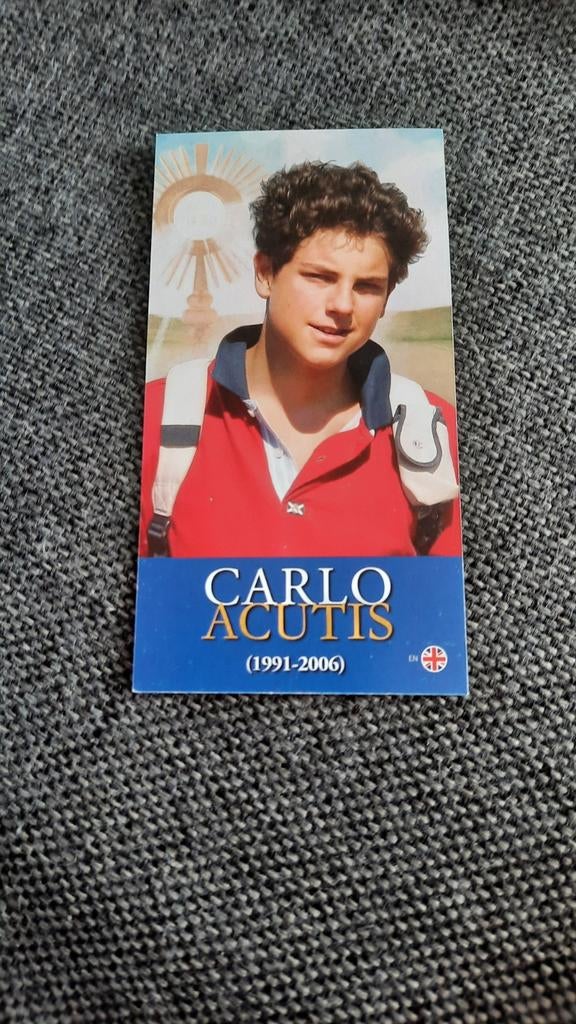 CARLO
ACUTIS
(1991-2006)
EN